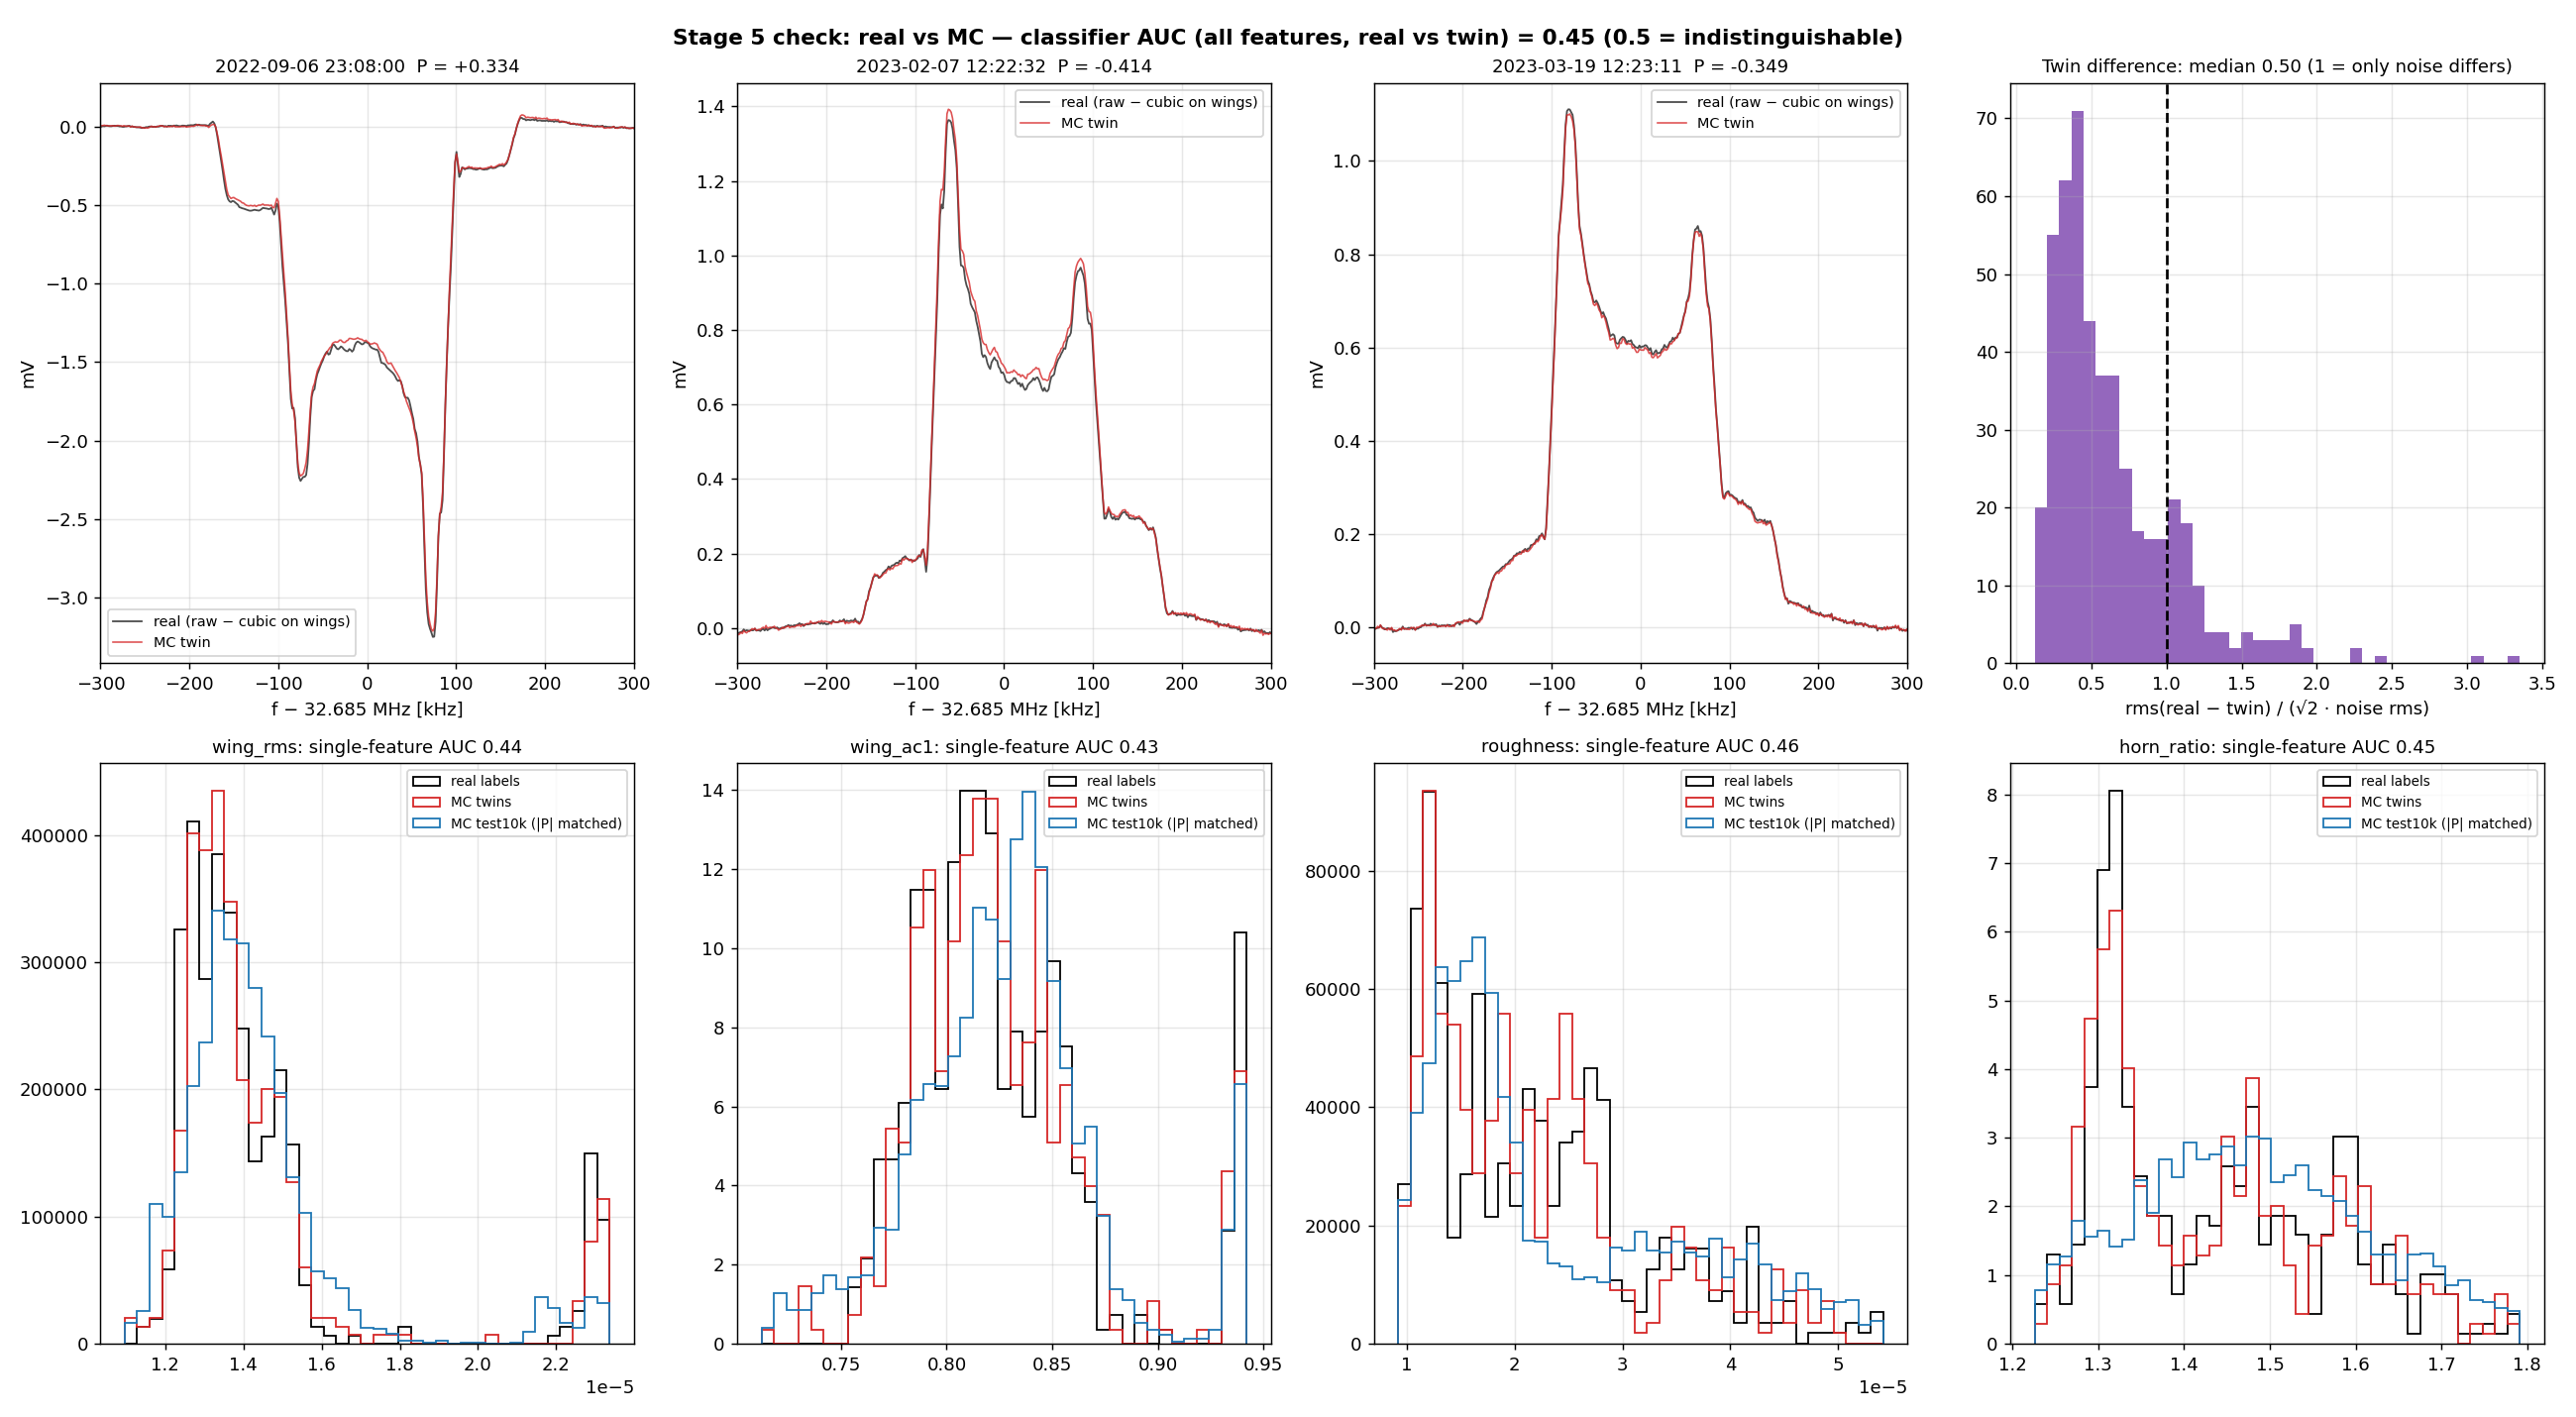 Stage 5 check: real vs MC — classifier AUC (all features, real vs twin) = 0.45 (0.5 = indistinguishable)
2022-09-06 23:08:00  P = +0.334
0.0
−0.5
−1.0
−1.5
−2.0
−2.5
−3.0
mV
real (raw − cubic on wings)
MC twin
−300 −200 −100 0 100 200 300
f − 32.685 MHz [kHz]
2023-02-07 12:22:32  P = -0.414
real (raw − cubic on wings)
MC twin
1.4
1.2
1.0
0.8
0.6
0.4
0.2
0.0
mV
−300 −200 −100 0 100 200 300
f − 32.685 MHz [kHz]
2023-03-19 12:23:11  P = -0.349
real (raw − cubic on wings)
MC twin
1.0
0.8
0.6
0.4
0.2
0.0
mV
−300 −200 −100 0 100 200 300
f − 32.685 MHz [kHz]
Twin difference: median 0.50 (1 = only noise differs)
70
60
50
40
30
20
10
0
0.0 0.5 1.0 1.5 2.0 2.5 3.0 3.5
rms(real − twin) / (√2 · noise rms)
wing_rms: single-feature AUC 0.44
real labels
MC twins
MC test10k (|P| matched)
400000
300000
200000
100000
0
1.2 1.4 1.6 1.8 2.0 2.2
1e−5
wing_ac1: single-feature AUC 0.43
real labels
MC twins
MC test10k (|P| matched)
14
12
10
8
6
4
2
0
0.75 0.80 0.85 0.90 0.95
roughness: single-feature AUC 0.46
real labels
MC twins
MC test10k (|P| matched)
80000
60000
40000
20000
0
1 2 3 4 5
1e−5
horn_ratio: single-feature AUC 0.45
real labels
MC twins
MC test10k (|P| matched)
8
7
6
5
4
3
2
1
0
1.2 1.3 1.4 1.5 1.6 1.7 1.8